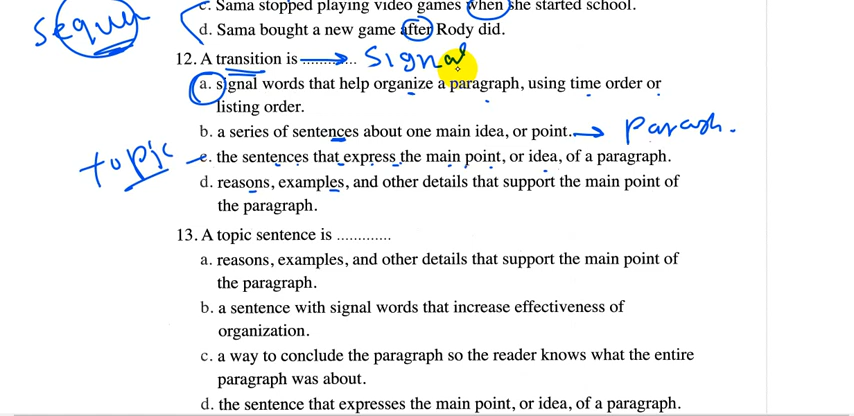 c. Sama stopped playing video games when she started school.
d. Sama bought a new game after Rody did.
12. A transition is ............. Signal
a. signal words that help organize a paragraph, using time order or
listing order.
b. a series of sentences about one main idea, or point.
c. the sentences that express the main point, or idea, of a paragraph.
topic
d. reasons, examples, and other details that support the main point of
the paragraph.
13. A topic sentence is .............
a. reasons, examples, and other details that support the main point of
the paragraph.
b. a sentence with signal words that increase effectiveness of
organization.
c. a way to conclude the paragraph so the reader knows what the entire
paragraph was about.
d. the sentence that expresses the main point, or idea, of a paragraph.